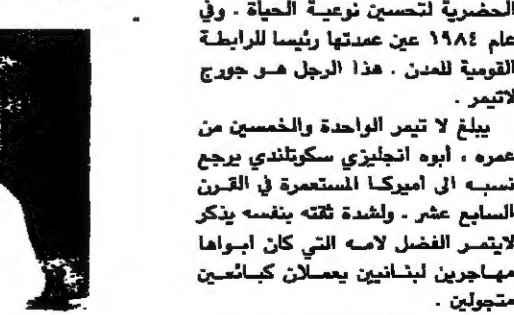 الحضرية لتحسين نوعية الحياة . وفي
عام ١٩٨٤ عين عمدتها رئيسا للرابطة
القومية للمدن . هذا الرجل هو جورج
لاتيمر .
يبلغ لا تيمر الواحدة والخمسين من
عمره ، أبوه انجليزي سكوتلندي يرجع
نسبه الى أميركا المستعمرة في القرن
السابع عشر . ولشدة ثقته بنفسه يذكر
لايتمر الفضل لامه التي كان ابواها
مهاجرين لبنانيين يعملان كبائعين
متجولين .